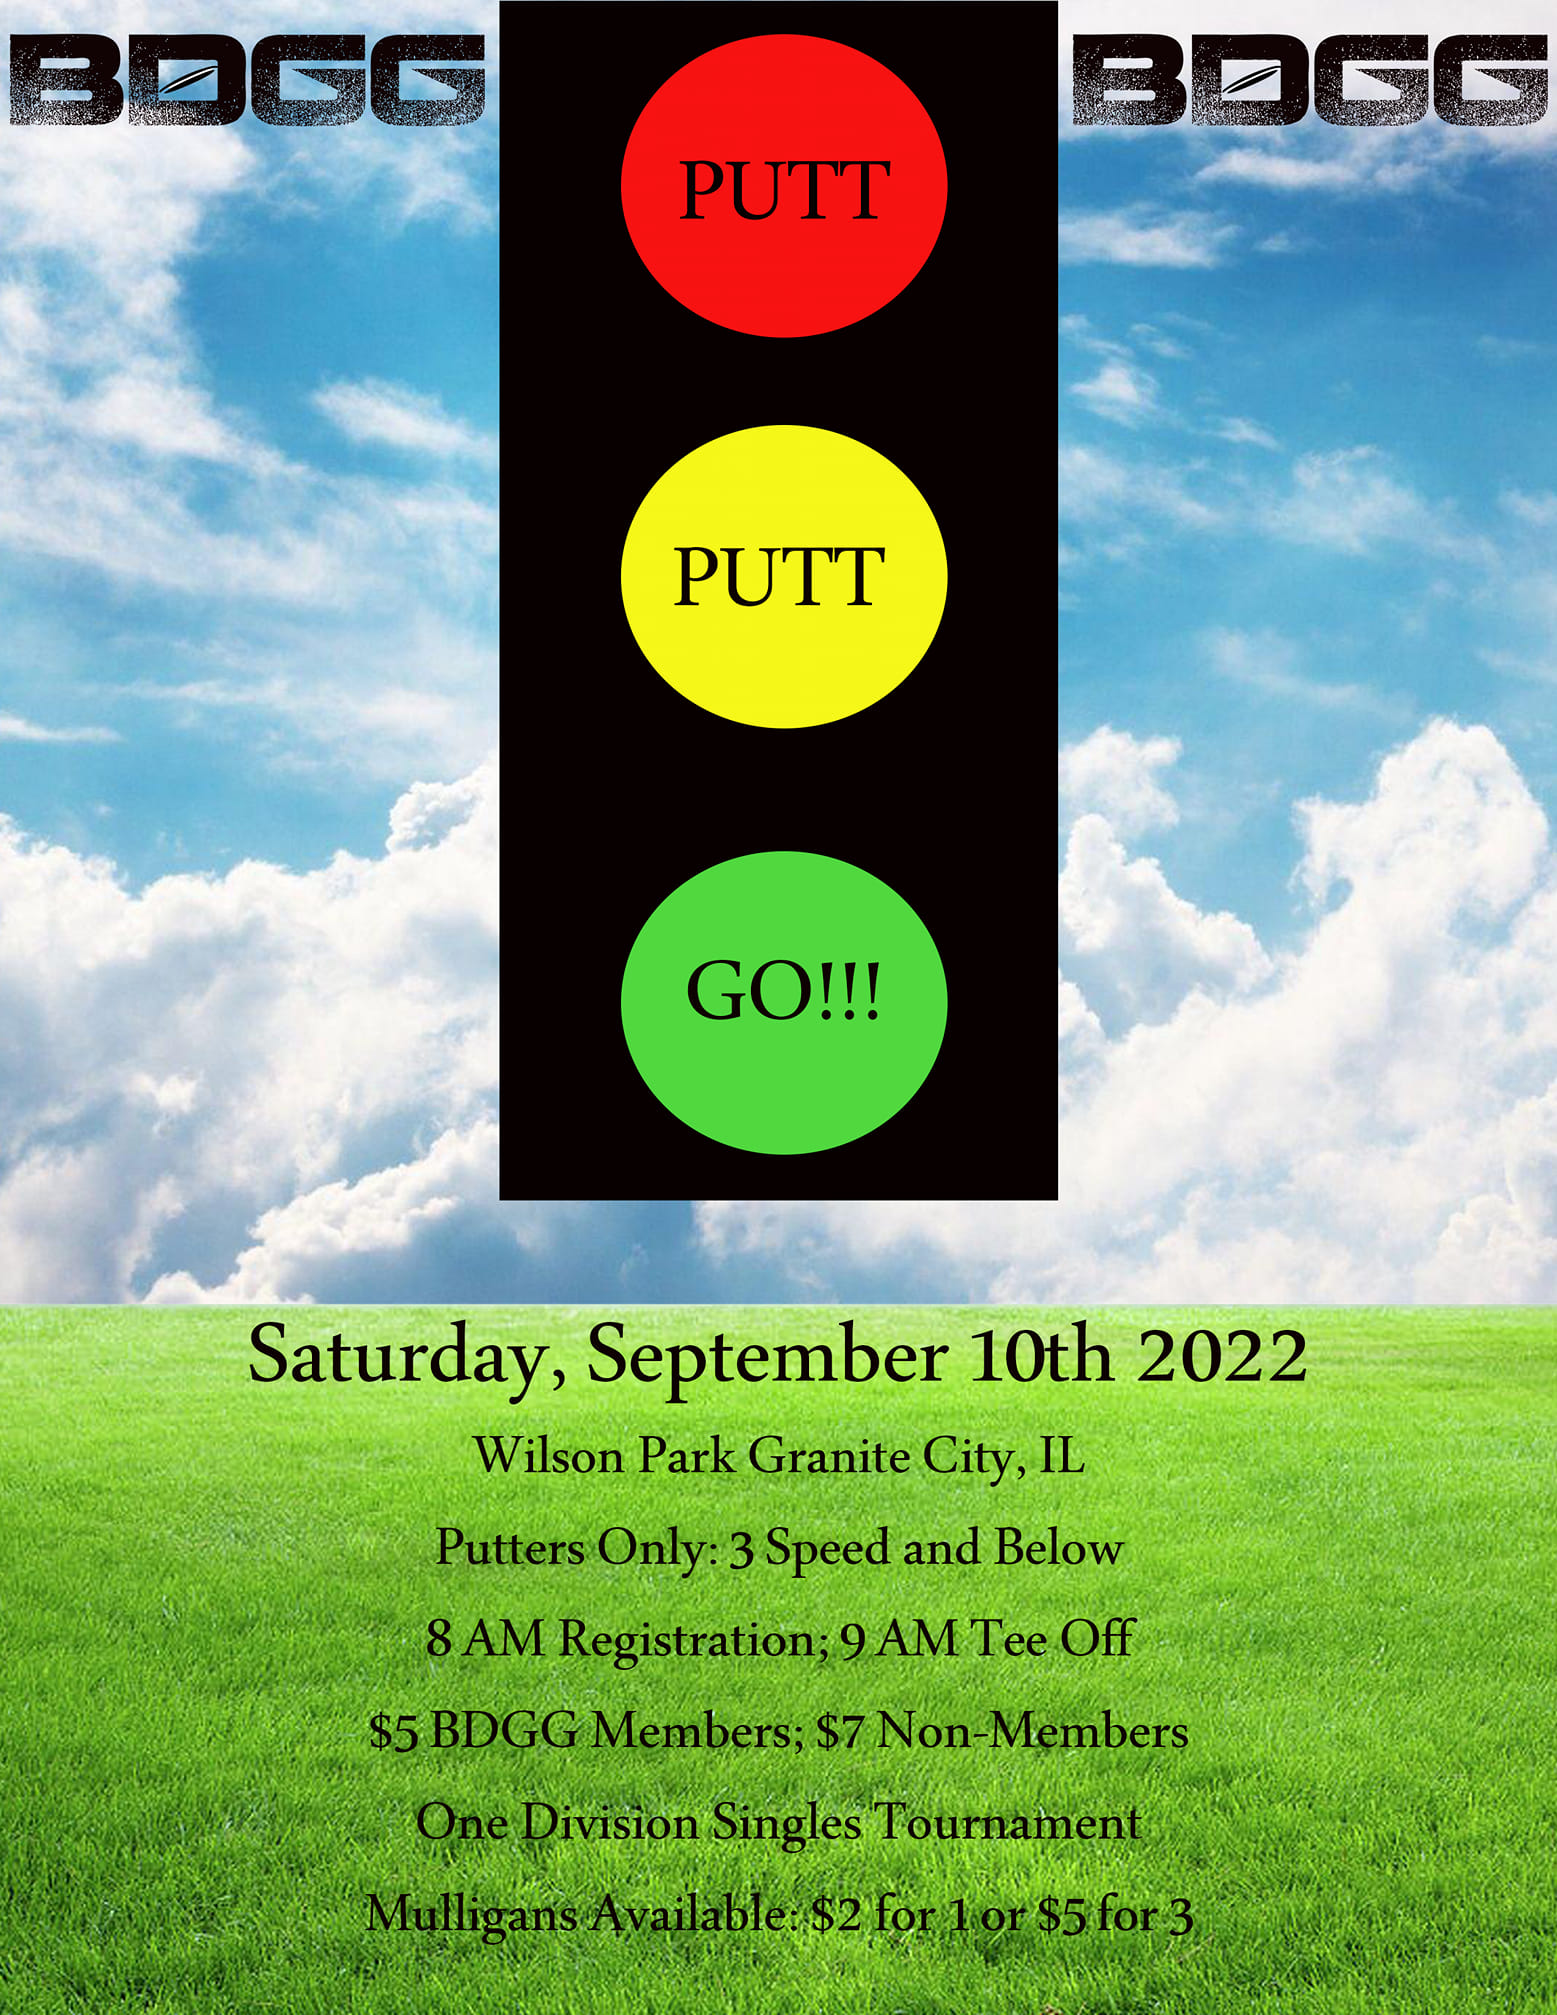 BDGG
BDGG
PUTT
PUTT
GO!!!
Saturday, September 10th 2022
Wilson Park Granite City, IL
Putters Only: 3 Speed and Below
8 AM Registration; 9 AM Tee Off
$5 BDGG Members; $7 Non-Members
One Division Singles Tournament
Mulligans Available: $2 for 1 or $5 for 3